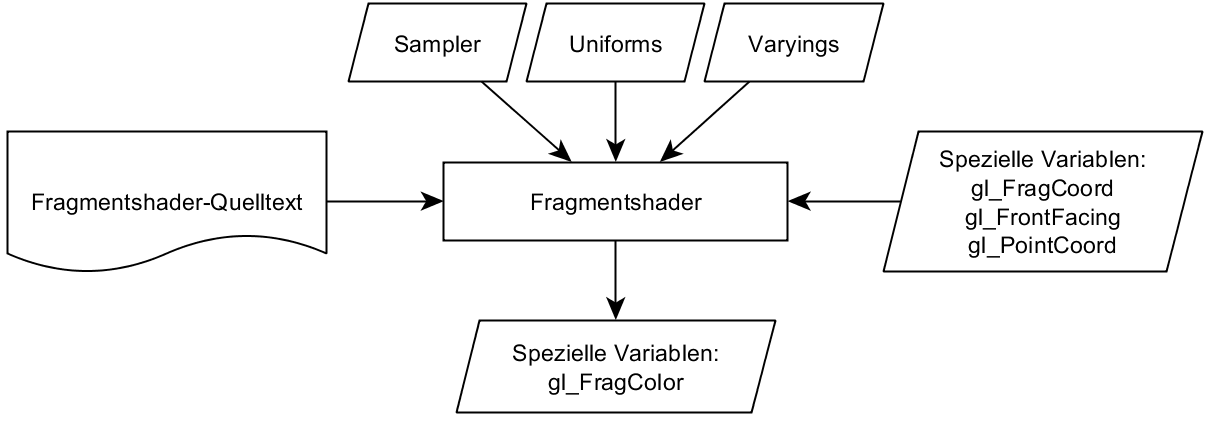 Sampler
Uniforms
Varyings
Fragmentshader-Quelltext
Fragmentshader
Spezielle Variablen:
gl_FragCoord
gl_FrontFacing
gl_PointCoord
Spezielle Variablen:
gl_FragColor